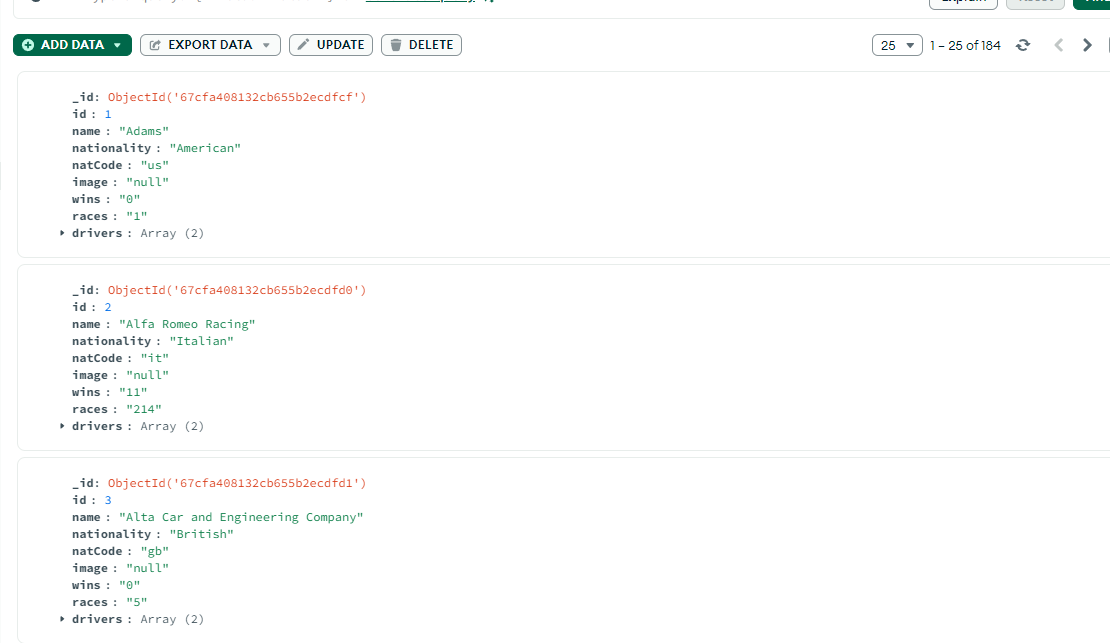 ADD DATA EXPORT DATA UPDATE DELETE 25 1 – 25 of 184
_id: ObjectId('67cfa408132cb655b2ecdfcf')
id : 1
name : "Adams"
nationality : "American"
natCode : "us"
image : "null"
wins : "0"
races : "1"
drivers : Array (2)
_id: ObjectId('67cfa408132cb655b2ecdfd0')
id : 2
name : "Alfa Romeo Racing"
nationality : "Italian"
natCode : "it"
image : "null"
wins : "11"
races : "214"
drivers : Array (2)
_id: ObjectId('67cfa408132cb655b2ecdfd1')
id : 3
name : "Alta Car and Engineering Company"
nationality : "British"
natCode : "gb"
image : "null"
wins : "0"
races : "5"
drivers : Array (2)